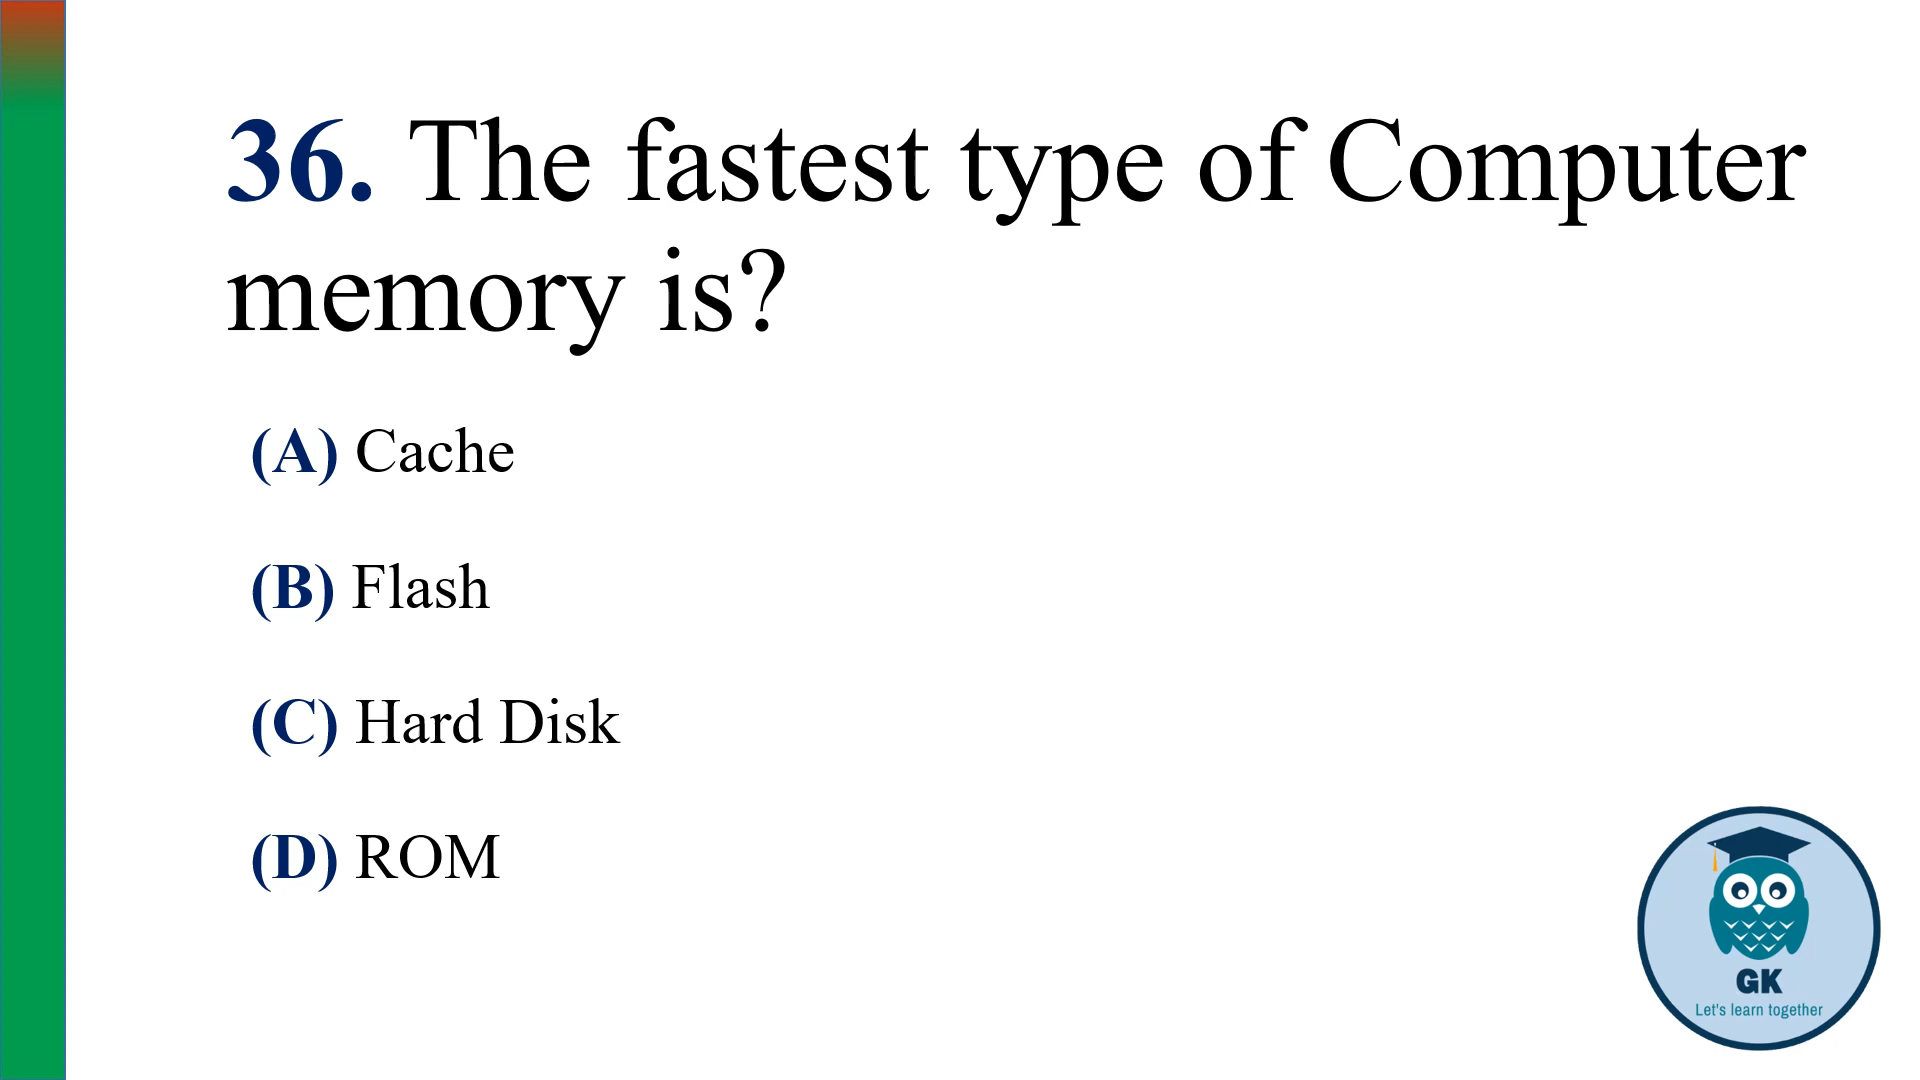 36. The fastest type of Computer
memory is?
(A) Cache
(B) Flash
(C) Hard Disk
(D) ROM
GK
Let's learn together